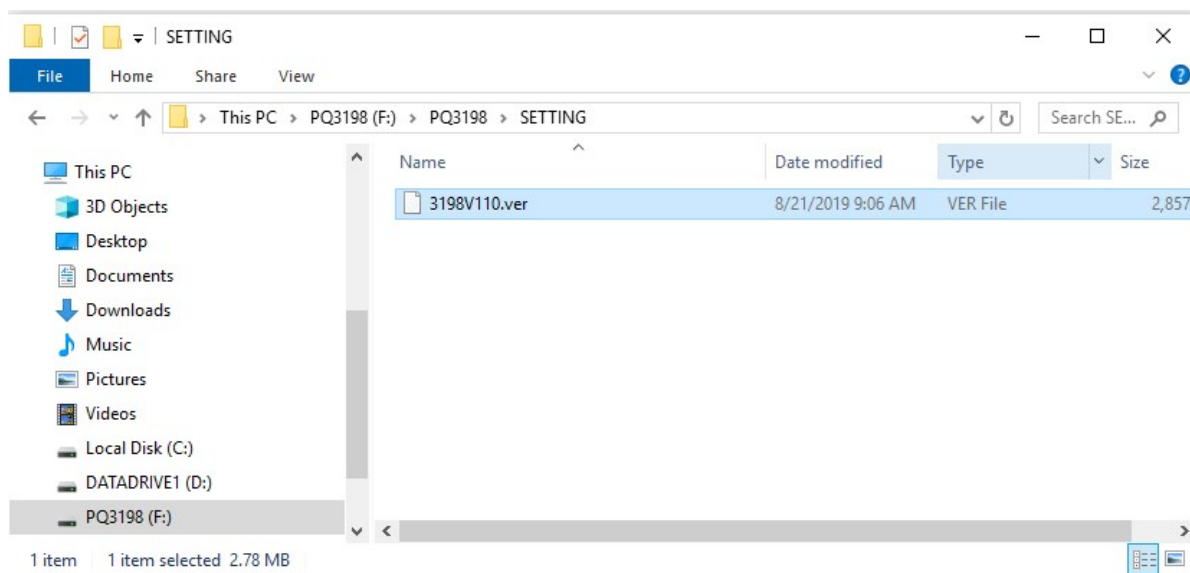 SETTING
File Home Share View
This PC > PQ3198 (F:) > PQ3198 > SETTING
Search SE...
Name Date modified Type Size
3198V110.ver 8/21/2019 9:06 AM VER File 2,857
This PC
3D Objects
Desktop
Documents
Downloads
Music
Pictures
Videos
Local Disk (C:)
DATADRIVE1 (D:)
PQ3198 (F:)
1 item 1 item selected 2.78 MB